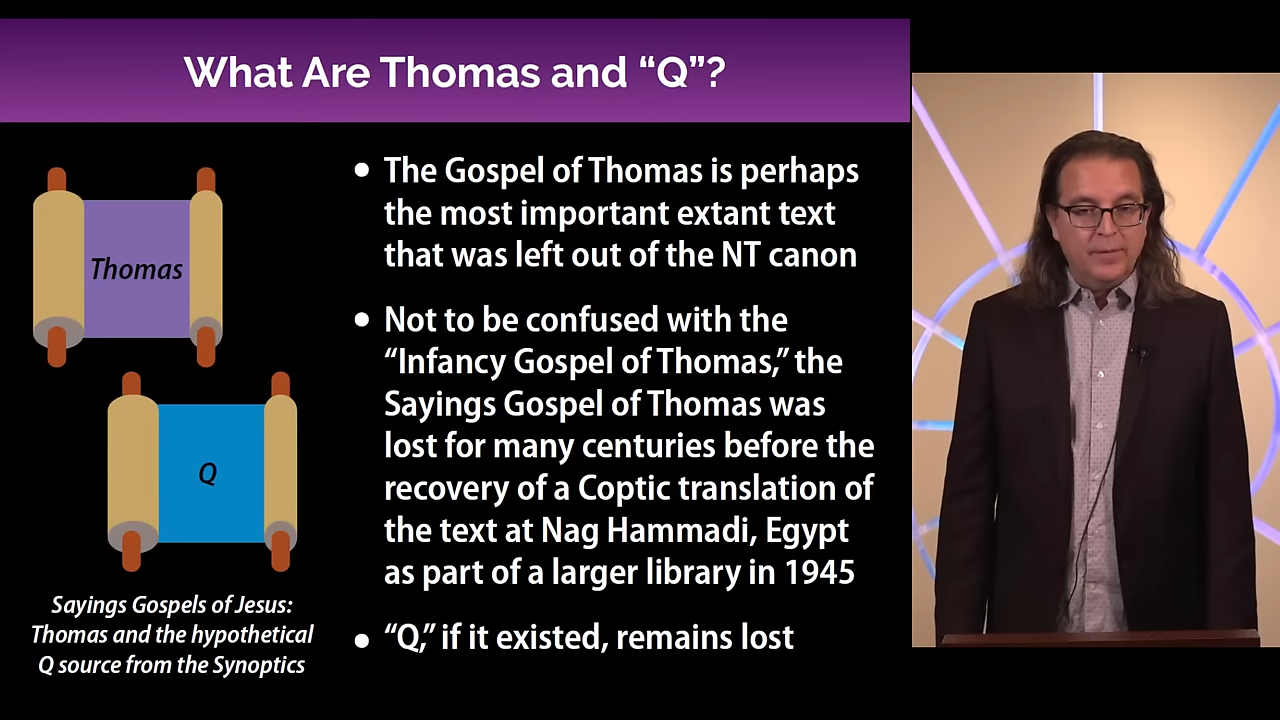 What Are Thomas and “Q”?
Thomas
Q
Sayings Gospels of Jesus:
Thomas and the hypothetical
Q source from the Synoptics
• The Gospel of Thomas is perhaps
the most important extant text
that was left out of the NT canon
• Not to be confused with the
“Infancy Gospel of Thomas,” the
Sayings Gospel of Thomas was
lost for many centuries before the
recovery of a Coptic translation of
the text at Nag Hammadi, Egypt
as part of a larger library in 1945
• “Q,” if it existed, remains lost